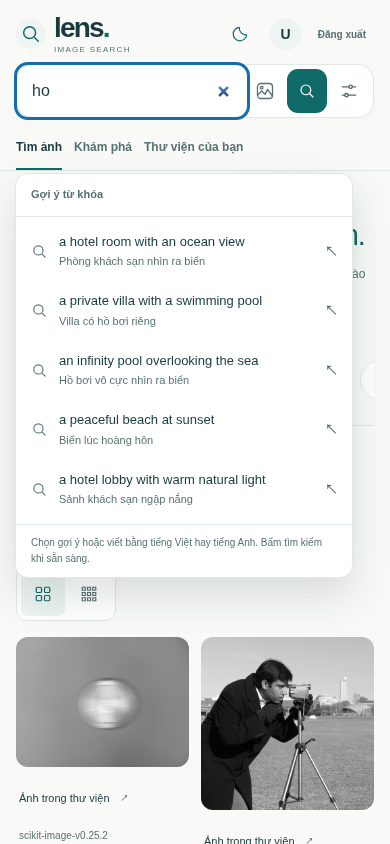 lens.
IMAGE SEARCH
U
Đăng xuất
ho
Tìm ảnh Khám phá Thư viện của bạn
Gợi ý từ khóa
n.
a hotel room with an ocean view
Phòng khách sạn nhìn ra biển
ào
a private villa with a swimming pool
Villa có hồ bơi riêng
an infinity pool overlooking the sea
Hồ bơi vô cực nhìn ra biển
a peaceful beach at sunset
Biển lúc hoàng hôn
a hotel lobby with warm natural light
Sảnh khách sạn ngập nắng
Chọn gợi ý hoặc viết bằng tiếng Việt hay tiếng Anh. Bấm tìm kiếm
khi sẵn sàng.
Ảnh trong thư viện
scikit-image-v0.25.2
Ảnh trong thư viện